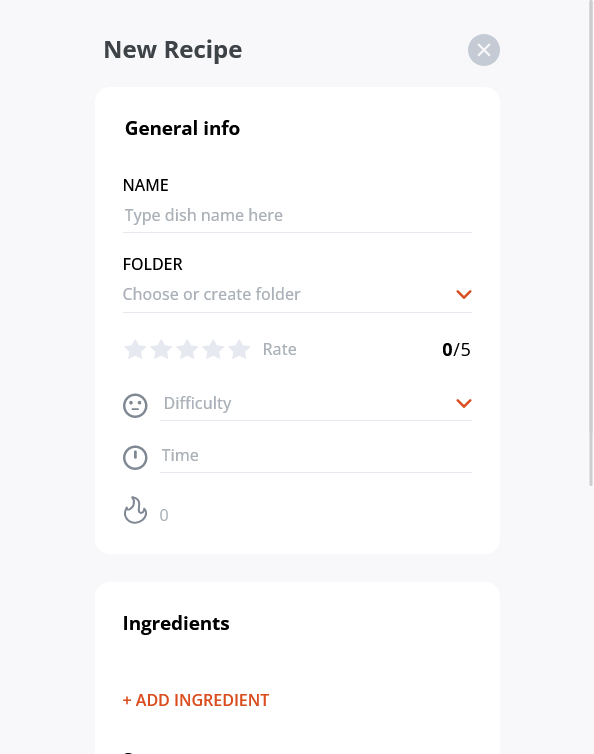 New Recipe
General info
NAME
Type dish name here
FOLDER
Choose or create folder
Rate 0/5
Difficulty
Time
0
Ingredients
+ ADD INGREDIENT